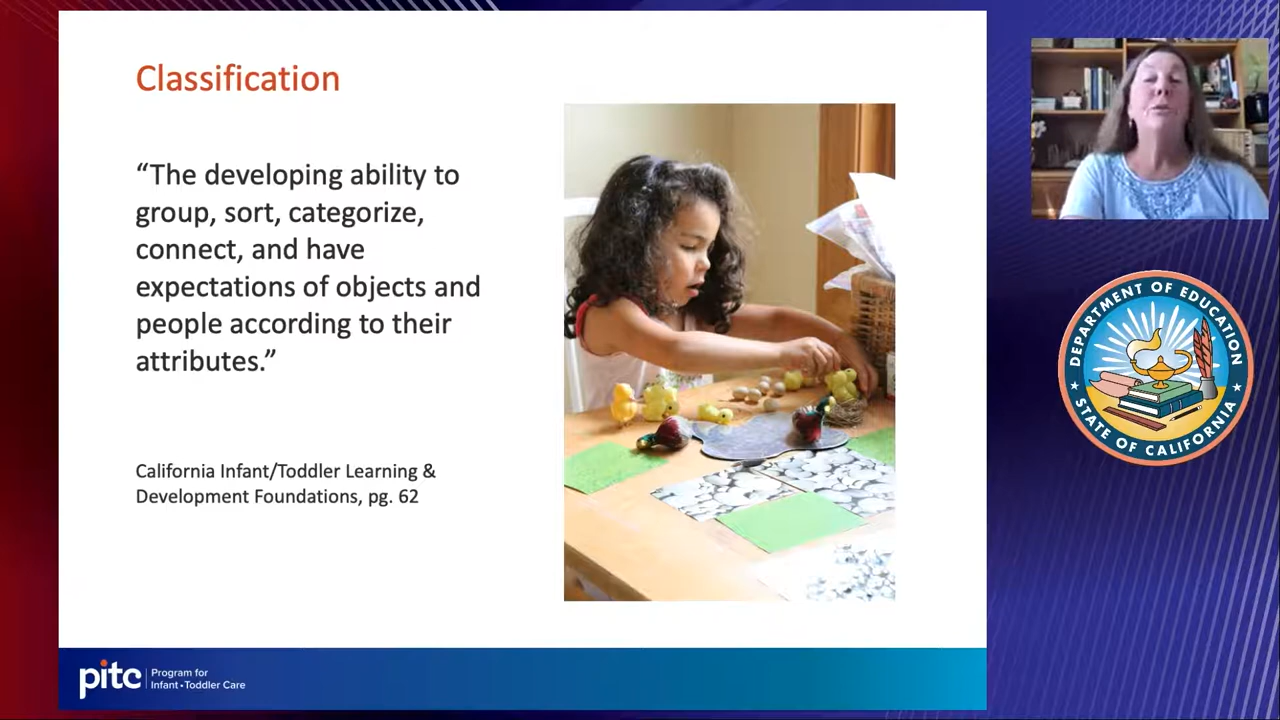 Classification
“The developing ability to
group, sort, categorize,
connect, and have
expectations of objects and
people according to their
attributes.”
California Infant/Toddler Learning &
Development Foundations, pg. 62
pitc
Program for
Infant•Toddler Care
DEPARTMENT OF EDUCATION
STATE OF CALIFORNIA